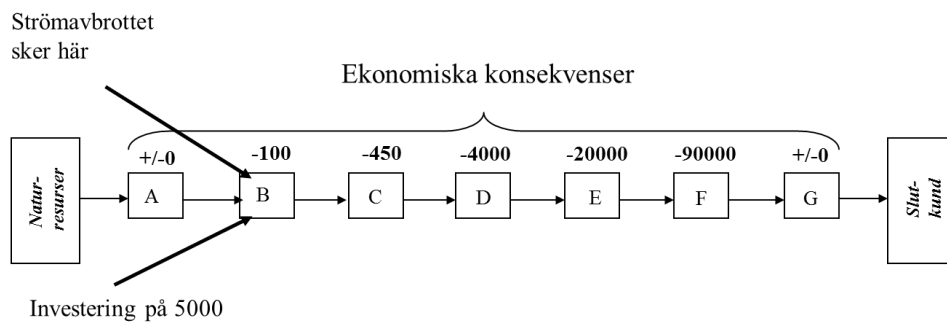 Strömavbrottet
sker här
Ekonomiska konsekvenser
+/-0 -100 -450 -4000 -20000 -90000 +/-0
Natur-
resurser
A B C D E F G
Slut-
kund
Investering på 5000